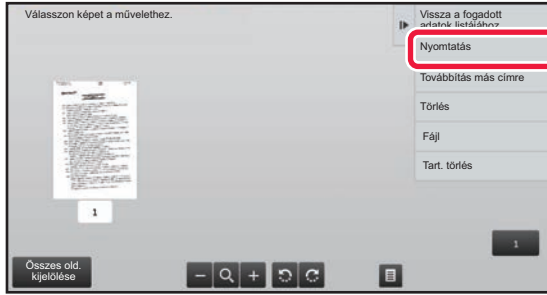 Válasszon képet a művelethez.
Vissza a fogadott
adatok listájához
Nyomtatás
Továbbítás más címre
Törlés
Fájl
Tart. törlés
1
1
Összes old.
kijelölése